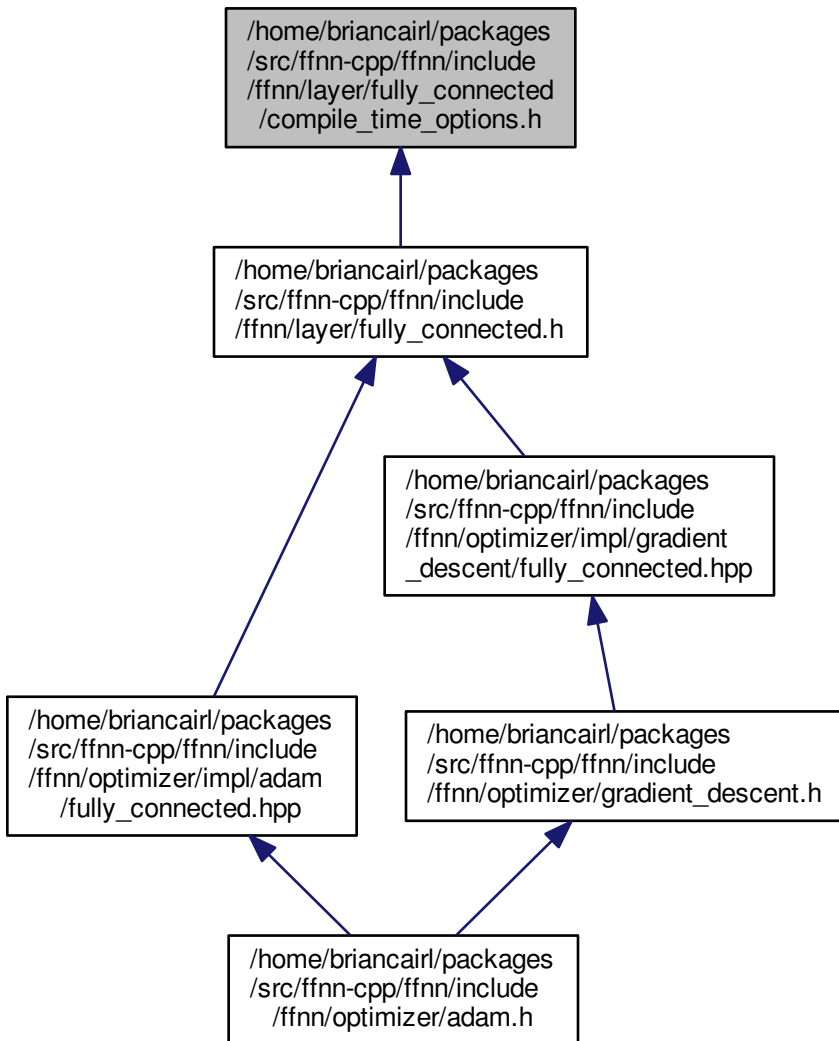 /home/briancairl/packages
/src/ffnn-cpp/ffnn/include
/ffnn/layer/fully_connected
/compile_time_options.h
/home/briancairl/packages
/src/ffnn-cpp/ffnn/include
/ffnn/layer/fully_connected.h
/home/briancairl/packages
/src/ffnn-cpp/ffnn/include
/ffnn/optimizer/impl/gradient
_descent/fully_connected.hpp
/home/briancairl/packages
/src/ffnn-cpp/ffnn/include
/ffnn/optimizer/impl/adam
/fully_connected.hpp
/home/briancairl/packages
/src/ffnn-cpp/ffnn/include
/ffnn/optimizer/gradient_descent.h
/home/briancairl/packages
/src/ffnn-cpp/ffnn/include
/ffnn/optimizer/adam.h